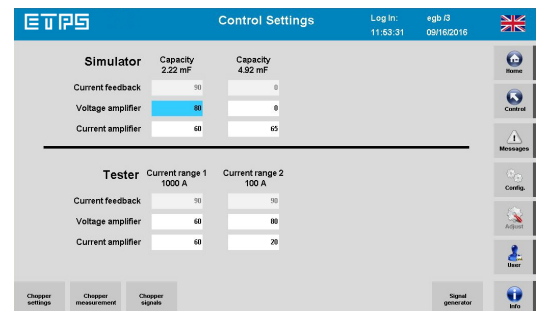 ETPS Control Settings Log In: egb /3
11:53:31 09/16/2016
Simulator Capacity 2.22 mF Capacity 4.92 mF
Current feedback 90 0
Voltage amplifier 80 0
Current amplifier 60 65
Tester Current range 1 1000 A Current range 2 100 A
Current feedback 90 90
Voltage amplifier 60 80
Current amplifier 60 20
Chopper settings
Chopper measurement
Chopper signals
Signal generator
Home
Control
Messages
Config.
Adjust
User
Info